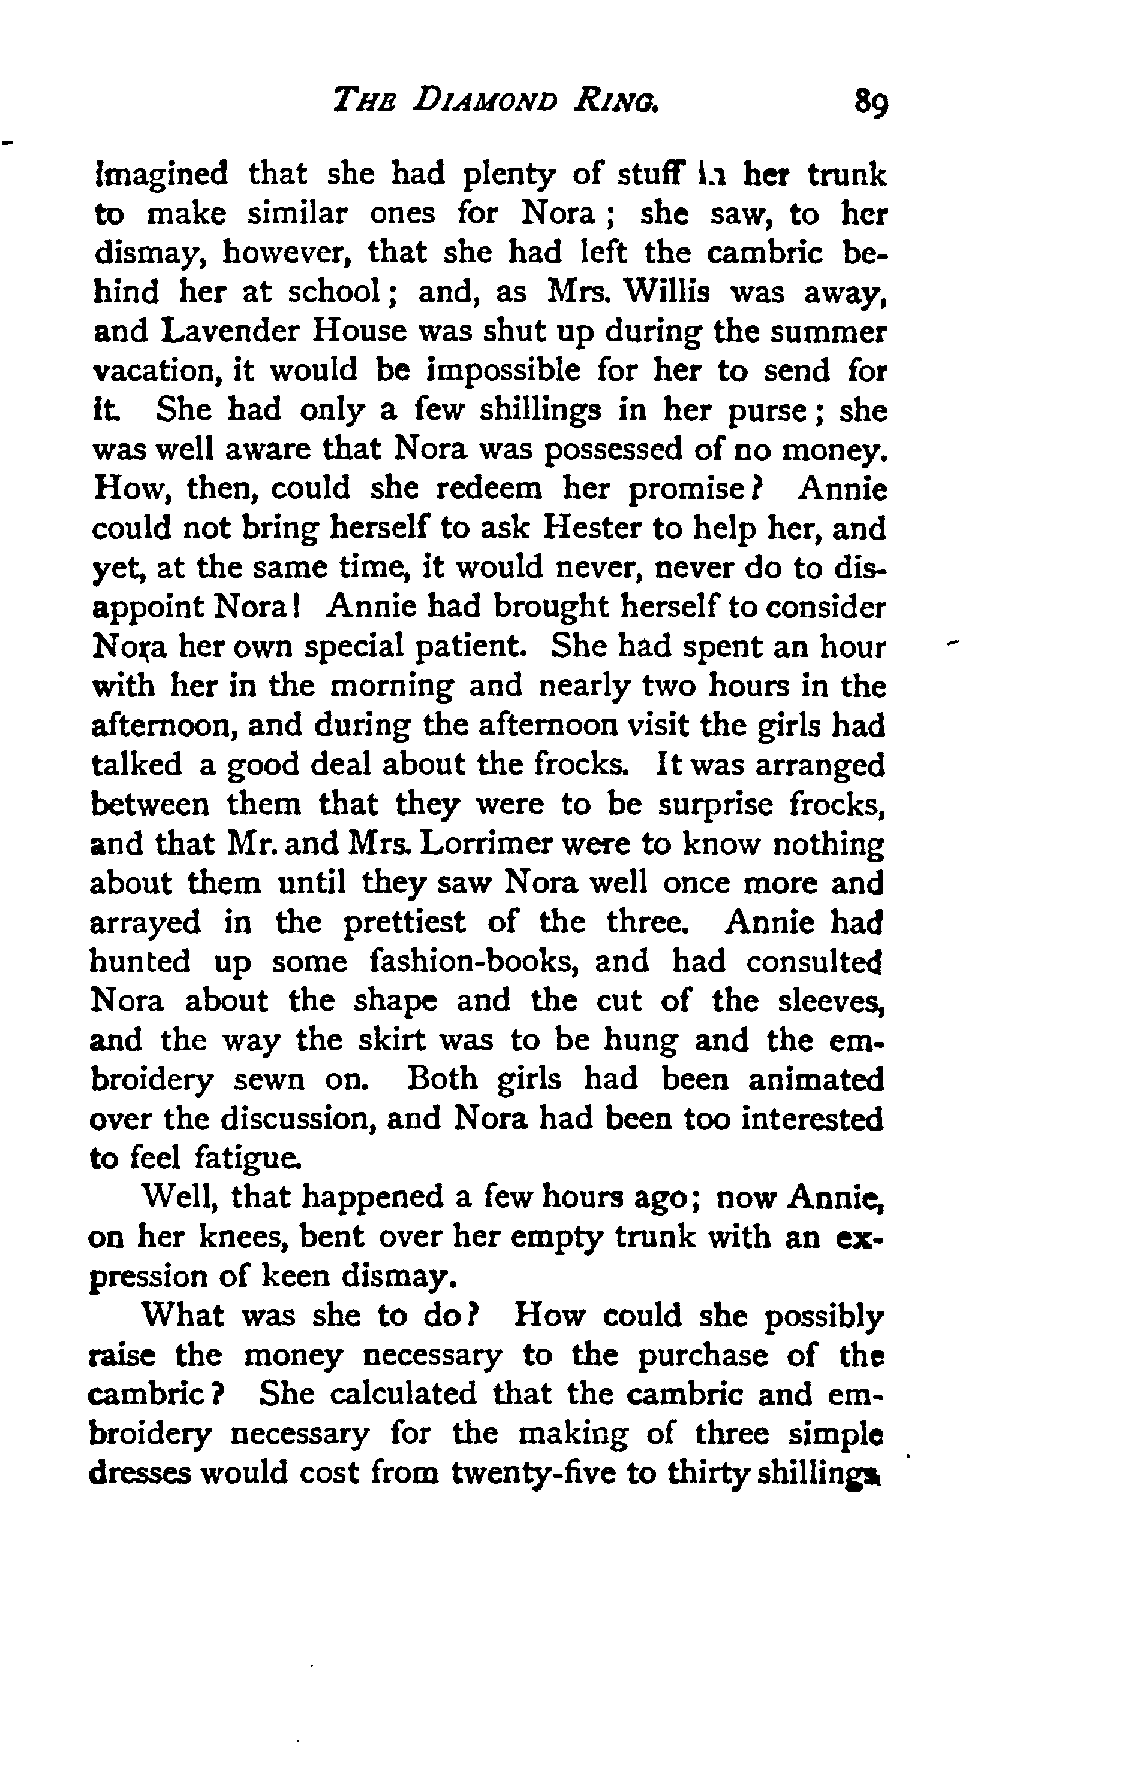 THE DIAMOND RING. 89
imagined that she had plenty of stuff in her trunk
to make similar ones for Nora; she saw, to her
dismay, however, that she had left the cambric be-
hind her at school; and, as Mrs. Willis was away,
and Lavender House was shut up during the summer
vacation, it would be impossible for her to send for
it. She had only a few shillings in her purse; she
was well aware that Nora was possessed of no money.
How, then, could she redeem her promise? Annie
could not bring herself to ask Hester to help her, and
yet, at the same time, it would never, never do to dis-
appoint Nora! Annie had brought herself to consider
Nora her own special patient. She had spent an hour
with her in the morning and nearly two hours in the
afternoon, and during the afternoon visit the girls had
talked a good deal about the frocks. It was arranged
between them that they were to be surprise frocks,
and that Mr. and Mrs. Lorrimer were to know nothing
about them until they saw Nora well once more and
arrayed in the prettiest of the three. Annie had
hunted up some fashion-books, and had consulted
Nora about the shape and the cut of the sleeves,
and the way the skirt was to be hung and the em-
broidery sewn on. Both girls had been animated
over the discussion, and Nora had been too interested
to feel fatigue.
Well, that happened a few hours ago; now Annie,
on her knees, bent over her empty trunk with an ex-
pression of keen dismay.
What was she to do? How could she possibly
raise the money necessary to the purchase of the
cambric? She calculated that the cambric and em-
broidery necessary for the making of three simple
dresses would cost from twenty-five to thirty shillings